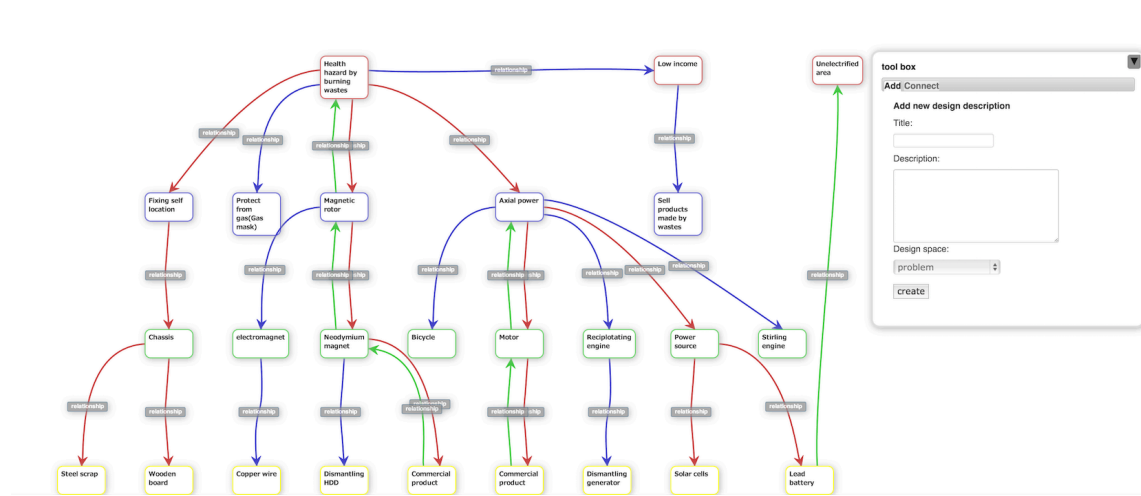 Health
hazard by
burning
wastes
Low income
Unelectrified
area
relationship
relationship
relationship
relationship
relationship
relationship
Fixing self
location
Protect
from
gas(Gas
mask)
Magnetic
rotor
Axial power
Sell
products
made by
wastes
relationship
relationship
relationship
relationship
relationship
relationship
relationship
relationship
relationship
Chassis
electromagnet
Neodymium
magnet
Bicycle
Motor
Reciplotating
engine
Power
source
Stirling
engine
relationship
relationship
relationship
relationship
relationship
relationship
relationship
relationship
relationship
Steel scrap
Wooden
board
Copper wire
Dismantling
HDD
Commercial
product
Commercial
product
Dismantling
generator
Solar cells
Lead
battery
tool box
Add Connect
Add new design description
Title:
Description:
Design space:
problem
create